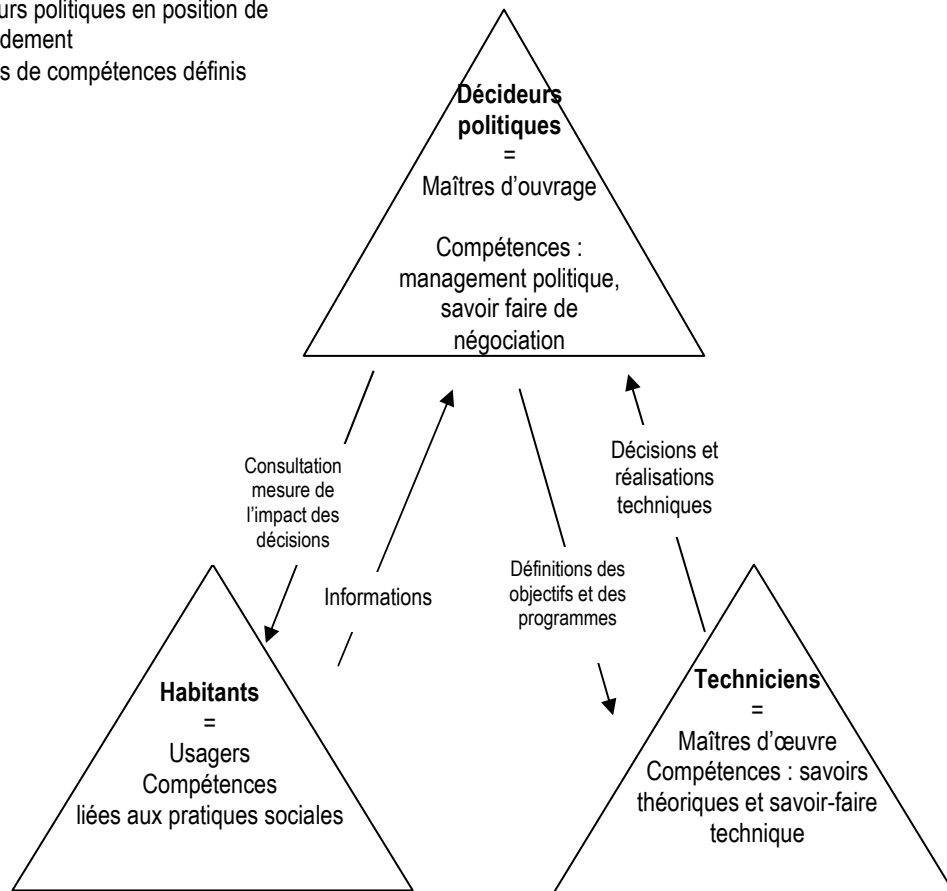 politiques en position de
de compétences définis
Décideurs
politiques
=
Maîtres d’ouvrage
Compétences :
management politique,
savoir faire de
négociation
Consultation
mesure de
l’impact des
décisions
Informations
Définitions des
objectifs et des
programmes
Décisions et
réalisations
techniques
Habitants
=
Usagers
Compétences
liées aux pratiques sociales
Techniciens
=
Maîtres d’œuvre
Compétences : savoirs
théoriques et savoir-faire
technique